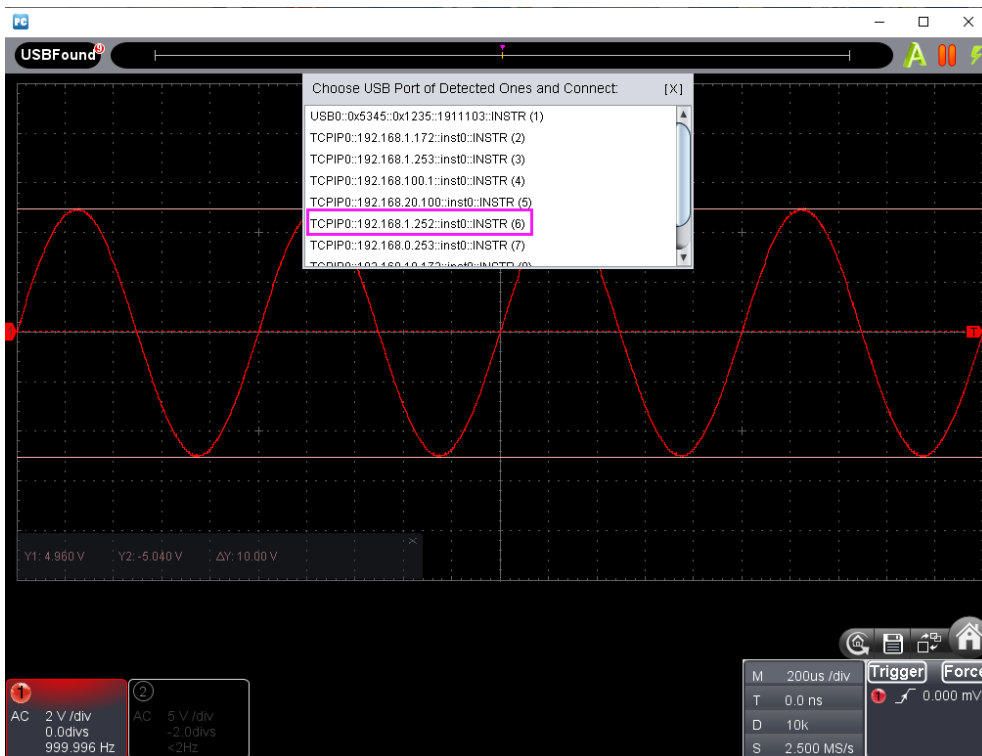 PC
USBFound 9
Choose USB Port of Detected Ones and Connect: [X]
USB0::0x5345::0x1235::1911103::INSTR (1)
TCPIP0::192.168.1.172::inst0::INSTR (2)
TCPIP0::192.168.1.253::inst0::INSTR (3)
TCPIP0::192.168.100.1::inst0::INSTR (4)
TCPIP0::192.168.20.100::inst0::INSTR (5)
TCPIP0::192.168.1.252::inst0::INSTR (6)
TCPIP0::192.168.0.253::inst0::INSTR (7)
T
Y1: 4.960 V Y2: -5.040 V ΔY: 10.00 V
1
AC 2 V /div
0.0divs
999.996 Hz
2
AC 5 V /div
-2.0divs
<2Hz
M 200us /div
T 0.0 ns
D 10k
S 2.500 MS/s
Trigger Force
1 0.000 mV